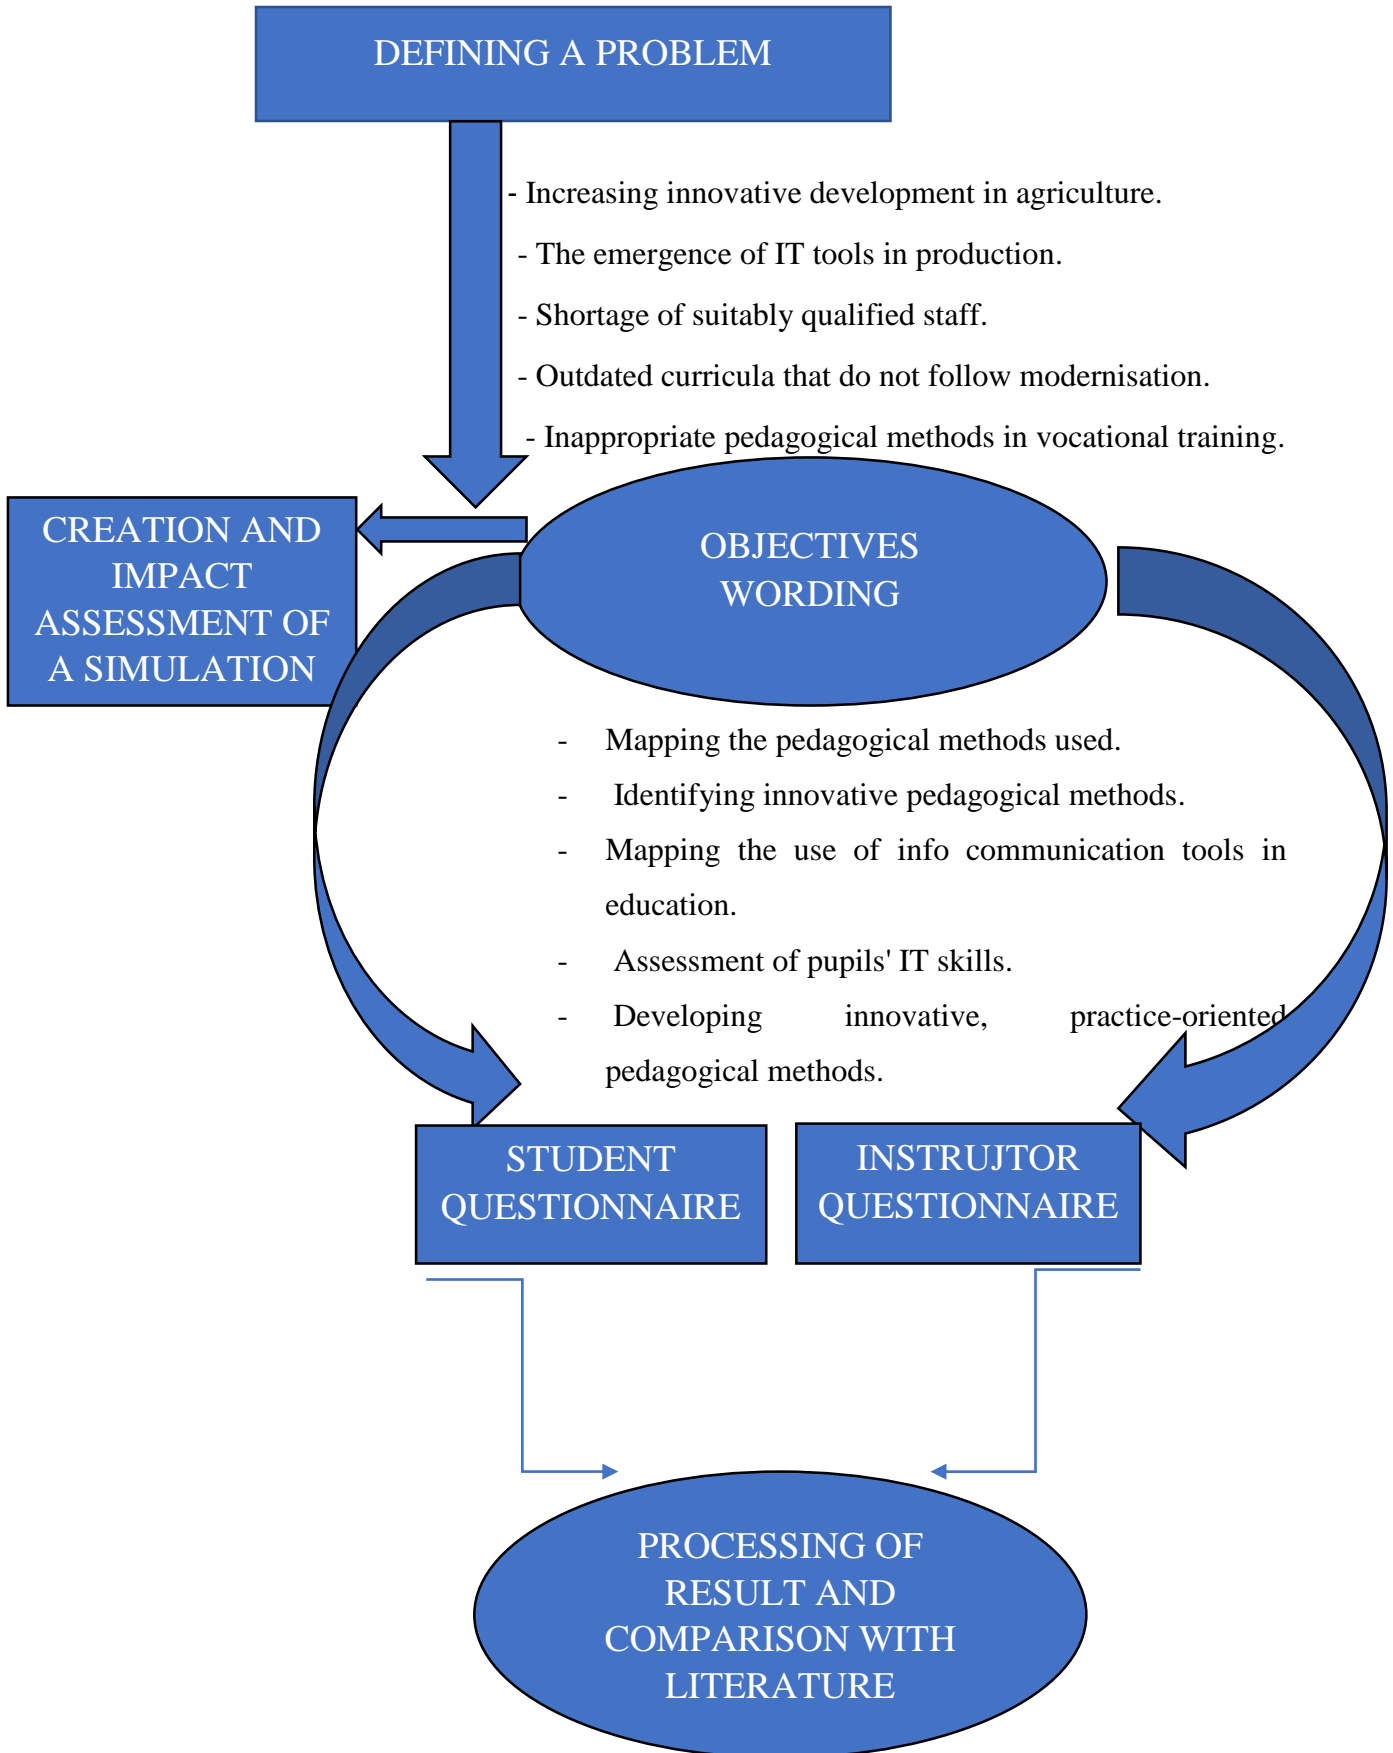 DEFINING A PROBLEM
- Increasing innovative development in agriculture.
- The emergence of IT tools in production.
- Shortage of suitably qualified staff.
- Outdated curricula that do not follow modernisation.
- Inappropriate pedagogical methods in vocational training.
CREATION AND
IMPACT
ASSESSMENT OF
A SIMULATION
OBJECTIVES
WORDING
- Mapping the pedagogical methods used.
- Identifying innovative pedagogical methods.
- Mapping the use of info communication tools in
education.
- Assessment of pupils' IT skills.
- Developing innovative, practice-oriented
pedagogical methods.
STUDENT
QUESTIONNAIRE
INSTRUJTOR
QUESTIONNAIRE
PROCESSING OF
RESULT AND
COMPARISON WITH
LITERATURE